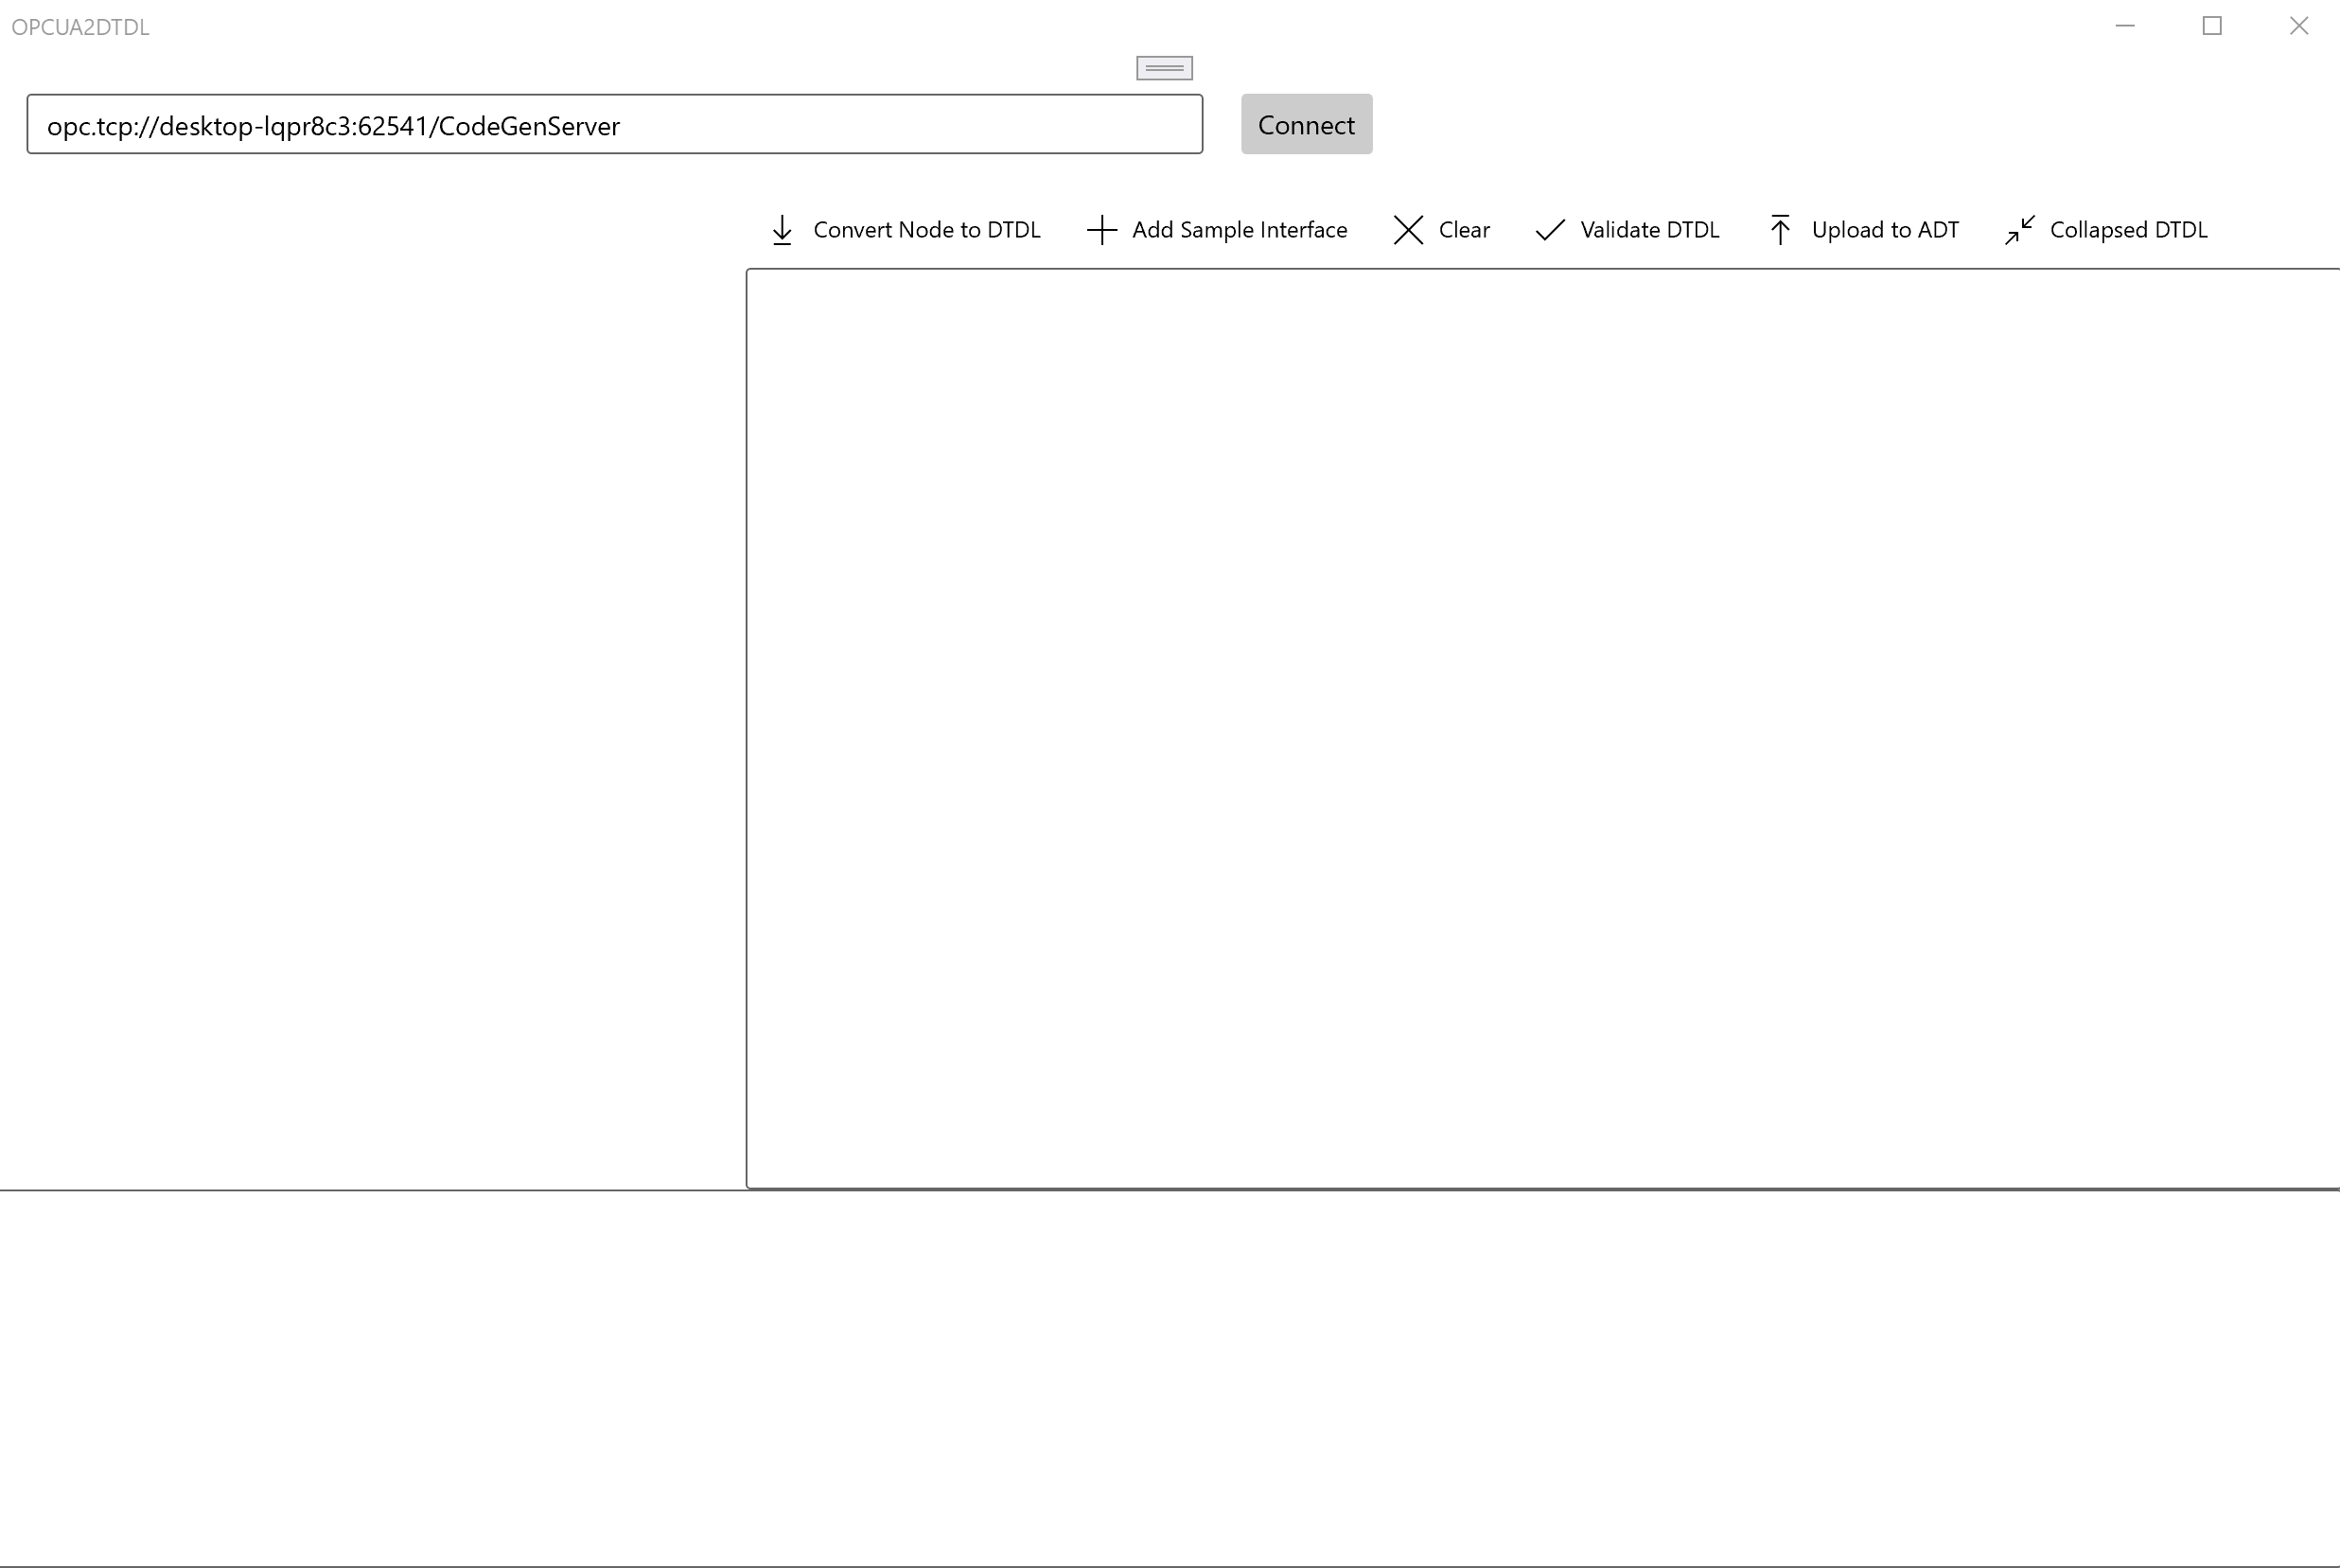 OPCUA2DTDL
opc.tcp://desktop-lqpr8c3:62541/CodeGenServer
Connect
Convert Node to DTDL Add Sample Interface Clear Validate DTDL Upload to ADT Collapsed DTDL